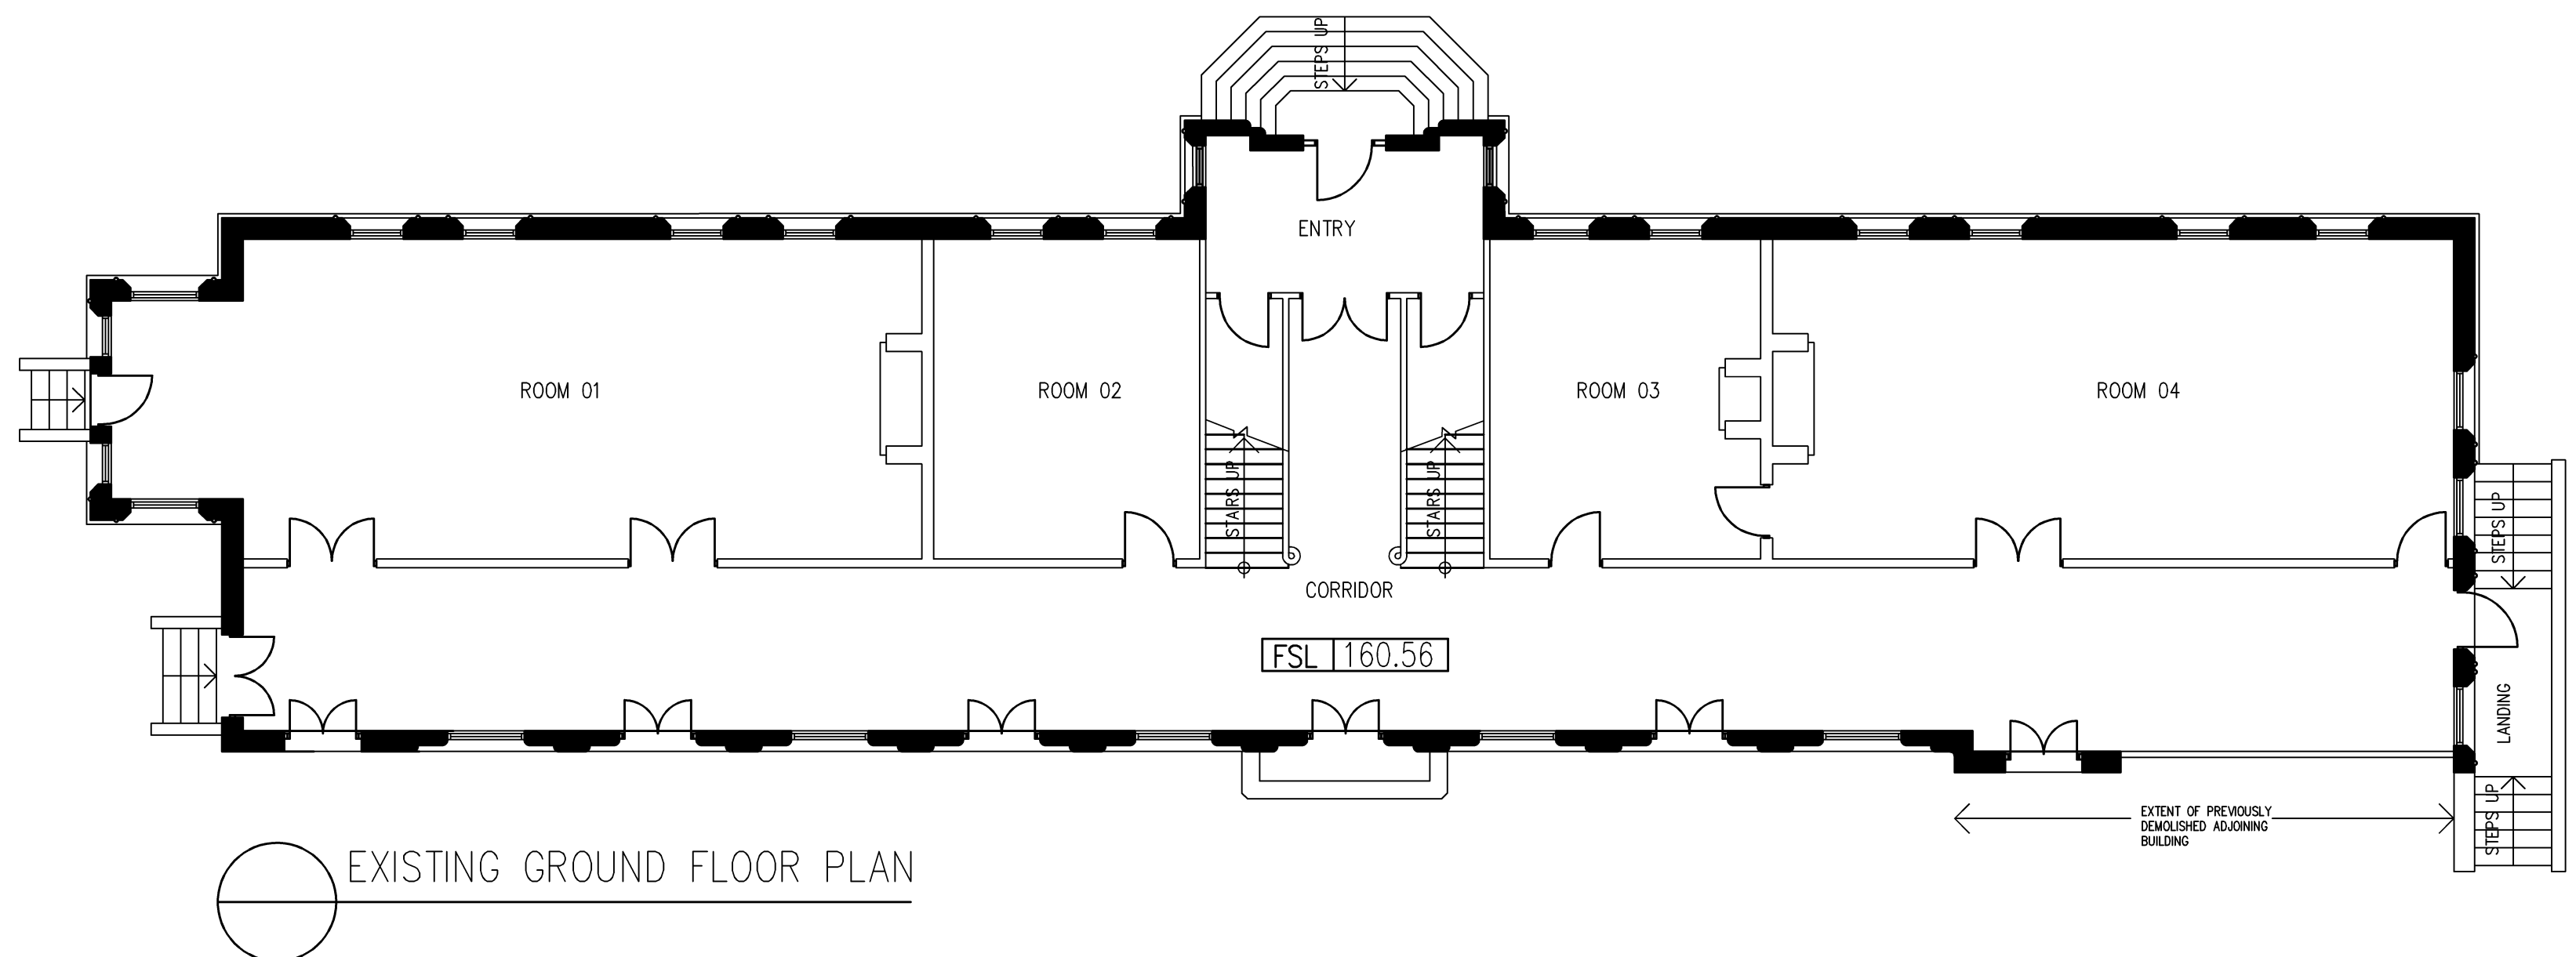 STEPS UP
ENTRY
ROOM 01
ROOM 02
ROOM 03
ROOM 04
STARS UP
STARS UP
STEPS UP
CORRIDOR
FSL 160.56
LANDING
STEPS UP
EXTENT OF PREVIOUSLY
DEMOLISHED ADJOINING
BUILDING
EXISTING GROUND FLOOR PLAN